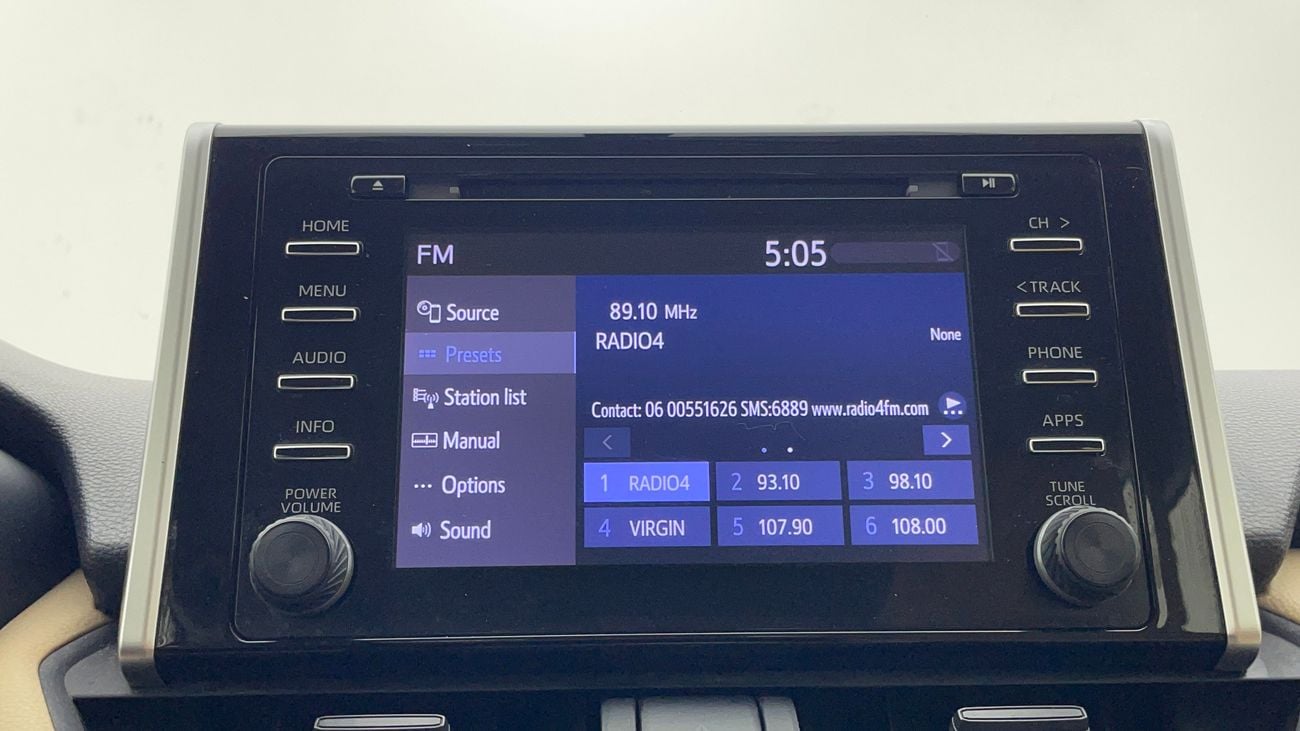 HOME
MENU
AUDIO
INFO
POWER
VOLUME
FM
5:05
Source
Presets
Station list
Manual
Options
Sound
89.10 MHz
RADIO4
None
Contact: 06 00551626 SMS:6889 www.radio4fm.com
1 RADIO4 2 93.10 3 98.10
4 VIRGIN 5 107.90 6 108.00
CH >
< TRACK
PHONE
APPS
TUNE
SCROLL